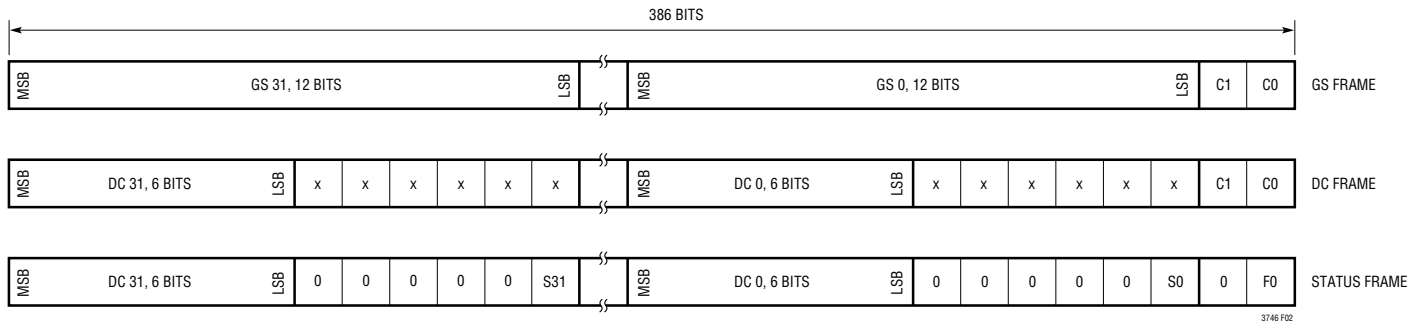 386 BITS
MSB GS 31, 12 BITS LSB MSB GS 0, 12 BITS LSB C1 C0 GS FRAME
MSB DC 31, 6 BITS LSB x x x x x x MSB DC 0, 6 BITS LSB x x x x x x C1 C0 DC FRAME
MSB DC 31, 6 BITS LSB 0 0 0 0 0 S31 MSB DC 0, 6 BITS LSB 0 0 0 0 0 S0 0 F0 STATUS FRAME
3746 F02